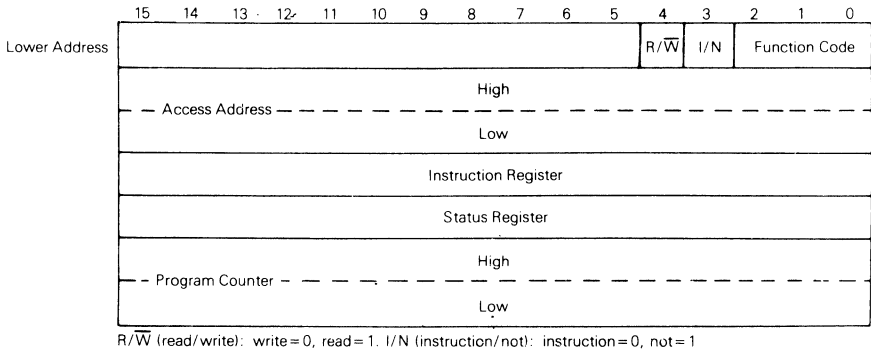 15 14 13 12 11 10 9 8 7 6 5 4 3 2 1 0
Lower Address R/W̅ I/N Function Code
High
Access Address
Low
Instruction Register
Status Register
High
Program Counter
Low
R/W̅ (read/write): write=0, read=1. I/N (instruction/not): instruction=0, not=1